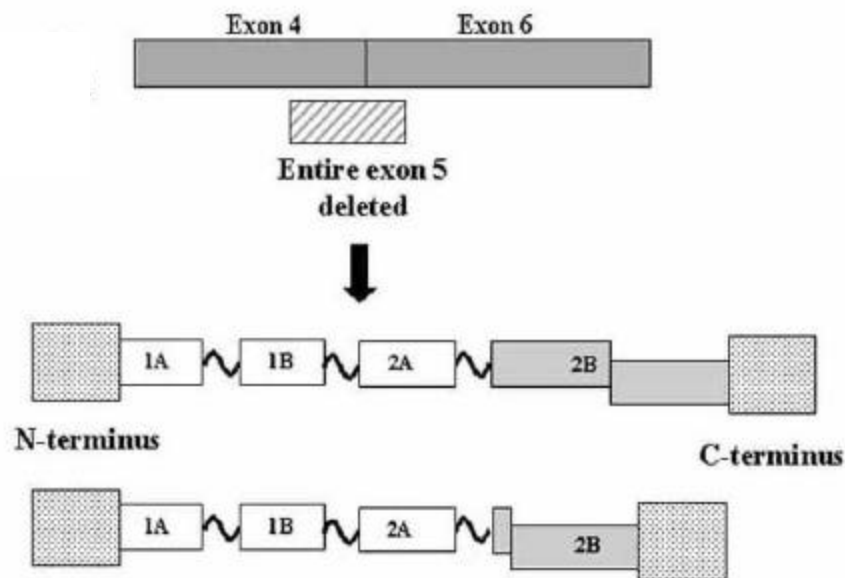 Exon 4 Exon 6
Entire exon 5
deleted
1A 1B 2A 2B
N-terminus C-terminus
1A 1B 2A 2B